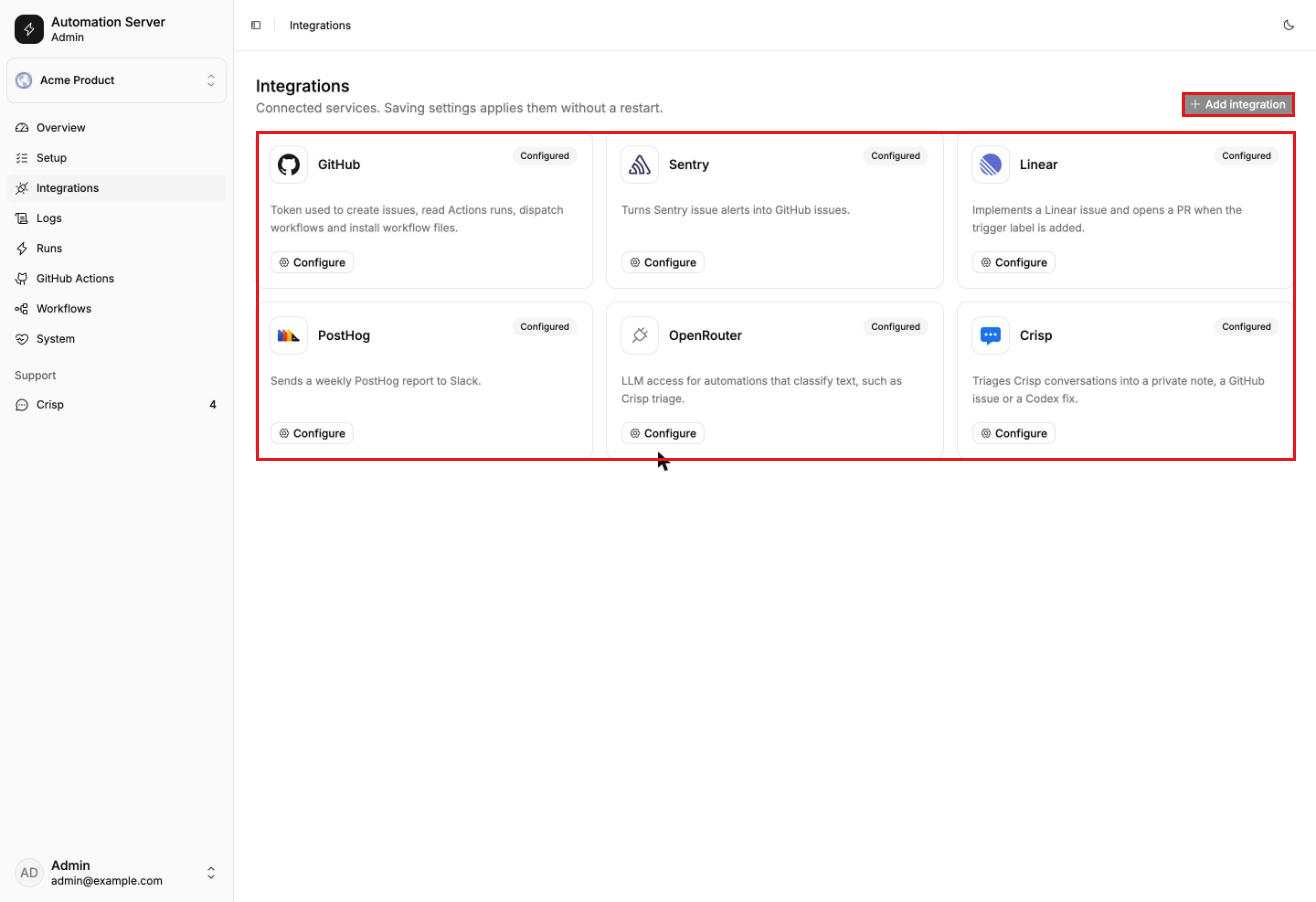 Automation Server
Admin
Acme Product
Overview
Setup
Integrations
Logs
Runs
GitHub Actions
Workflows
System
Support
Crisp 4
Admin
AD
admin@example.com
Integrations
Integrations
Connected services. Saving settings applies them without a restart.
+ Add integration
GitHub Configured
Token used to create issues, read Actions runs, dispatch
workflows and install workflow files.
Configure
Sentry Configured
Turns Sentry issue alerts into GitHub issues.
Configure
Linear Configured
Implements a Linear issue and opens a PR when the
trigger label is added.
Configure
PostHog Configured
Sends a weekly PostHog report to Slack.
Configure
OpenRouter Configured
LLM access for automations that classify text, such as
Crisp triage.
Configure
Crisp Configured
Triages Crisp conversations into a private note, a GitHub
issue or a Codex fix.
Configure